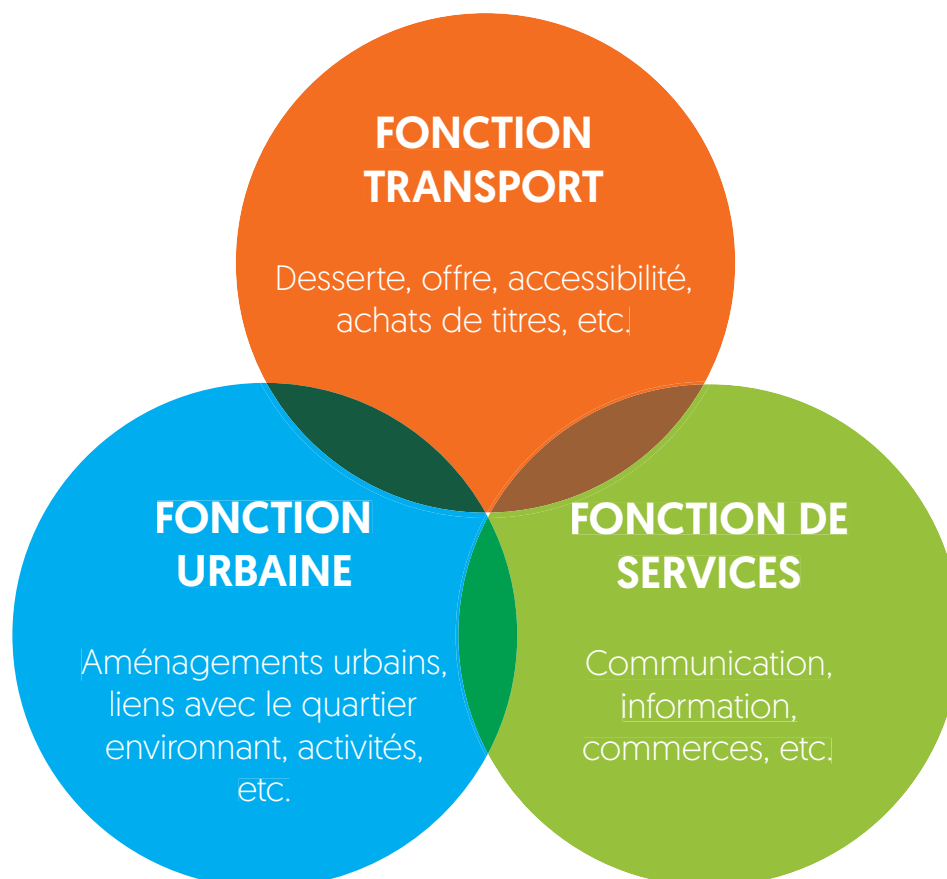 FONCTION
TRANSPORT
Desserte, offre, accessibilité,
achats de titres, etc.
FONCTION
URBAINE
Aménagements urbains,
liens avec le quartier
environnant, activités,
etc.
FONCTION DE
SERVICES
Communication,
information,
commerces, etc.